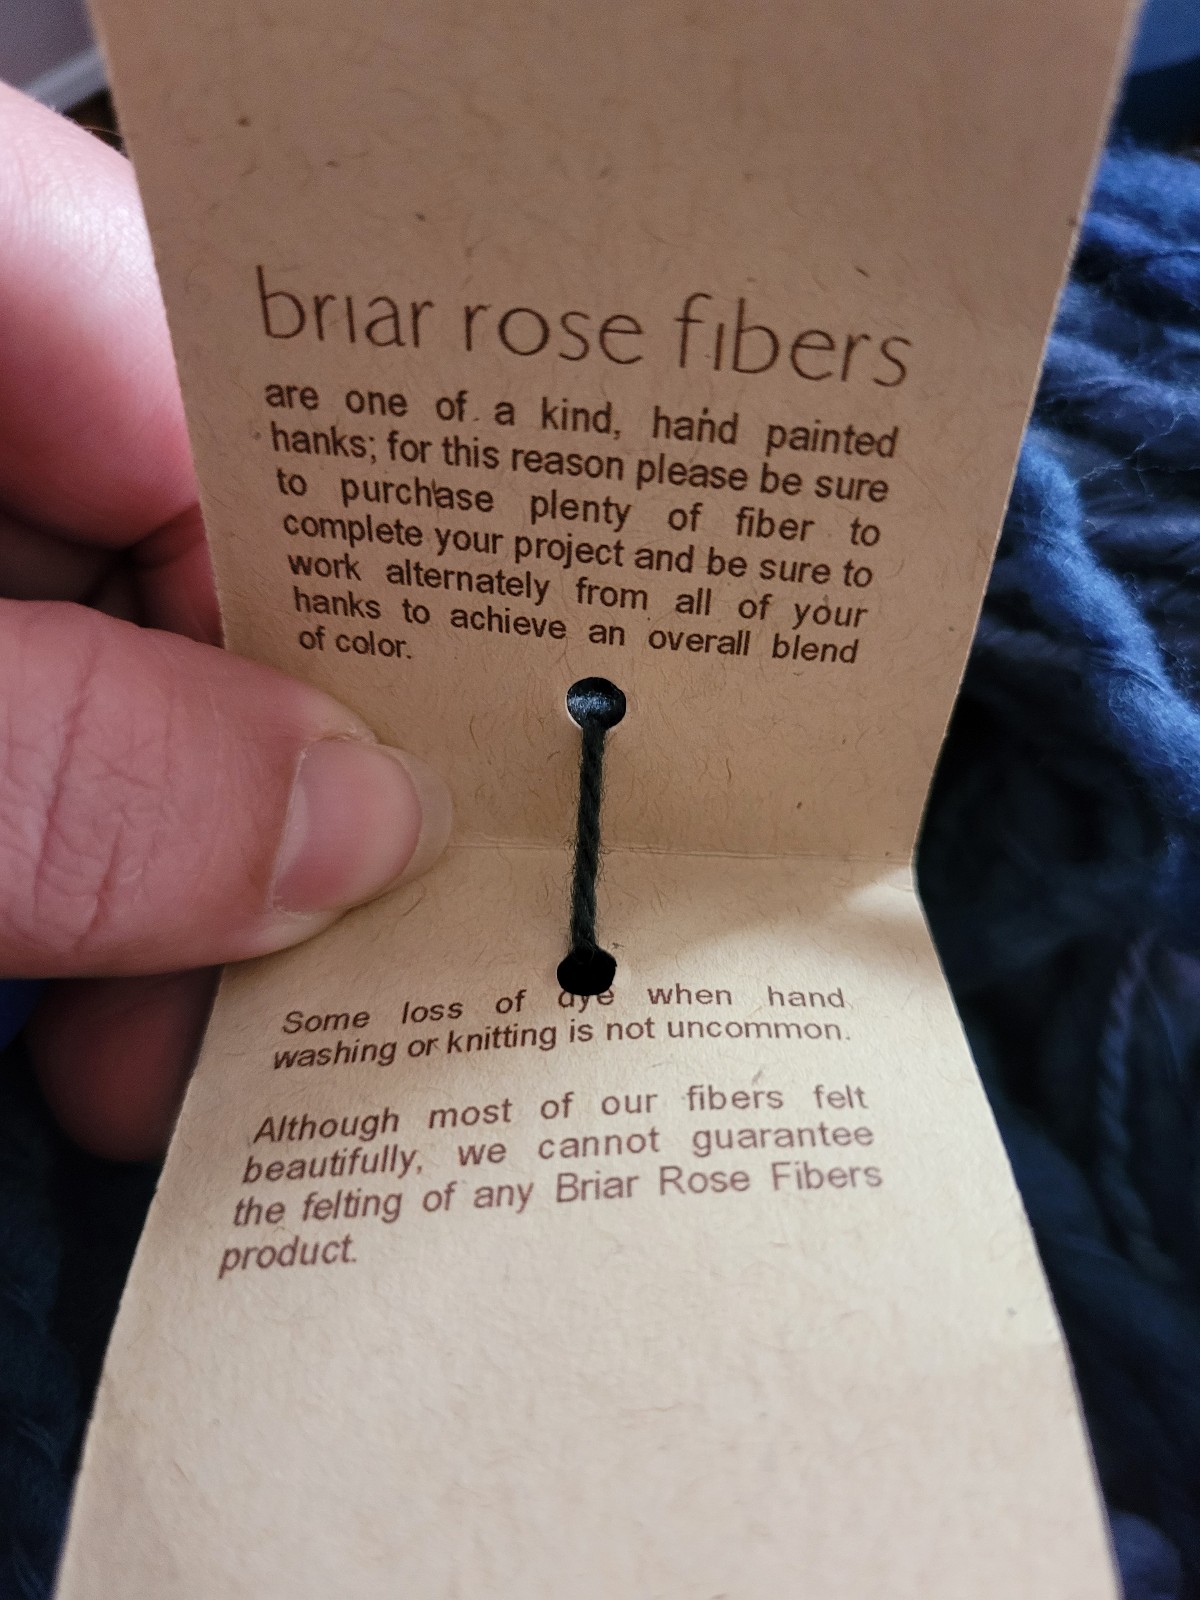 briar rose fibers
are one of a kind, hand painted
hanks; for this reason please be sure
to purchase plenty of fiber to
complete your project and be sure to
work alternately from all of your
hanks to achieve an overall blend
of color.
Some loss of dye when hand
washing or knitting is not uncommon.
Although most of our fibers felt
beautifully, we cannot guarantee
the felting of any Briar Rose Fibers
product.